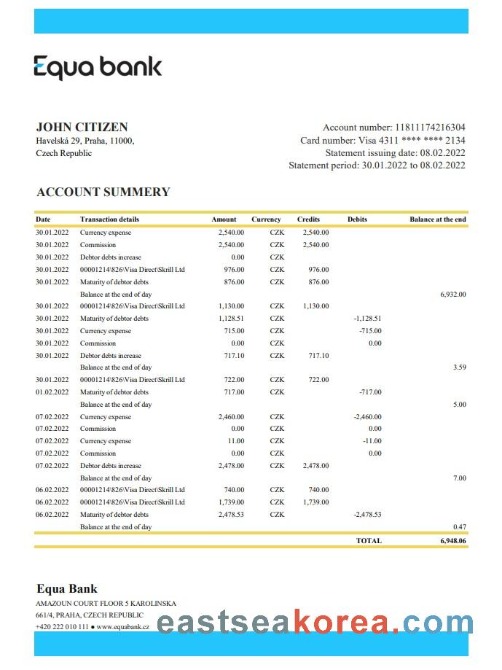 Equa bank
JOHN CITIZEN
Havelská 29, Praha, 11000,
Czech Republic
Account number: 11811174216304
Card number: Visa 4311 **** **** 2134
Statement issuing date: 08.02.2022
Statement period: 30.01.2022 to 08.02.2022
ACCOUNT SUMMERY
Date Transaction details Amount Currency Credits Debits Balance at the end
30.01.2022 Currency expense 2,540.00 CZK 2,540.00
30.01.2022 Commission 2,540.00 CZK 2,540.00
30.01.2022 Debtor debts increase 0.00 CZK
30.01.2022 00001214\826\Visa Direct\Skrill Ltd 976.00 CZK 976.00
30.01.2022 Maturity of debtor debts 876.00 CZK 876.00
Balance at the end of day 6,932.00
30.01.2022 00001214\826\Visa Direct\Skrill Ltd 1,130.00 CZK 1,130.00
30.01.2022 Maturity of debtor debts 1,128.51 CZK -1,128.51
30.01.2022 Currency expense 715.00 CZK -715.00
30.01.2022 Commission 0.00 CZK 0.00
30.01.2022 Debtor debts increase 717.10 CZK 717.10
Balance at the end of day 3.59
30.01.2022 00001214\826\Visa Direct\Skrill Ltd 722.00 CZK 722.00
01.02.2022 Maturity of debtor debts 717.00 CZK -717.00
Balance at the end of day 5.00
07.02.2022 Currency expense 2,460.00 CZK -2,460.00
07.02.2022 Commission 0.00 CZK 0.00
07.02.2022 Currency expense 11.00 CZK -11.00
07.02.2022 Commission 0.00 CZK 0.00
07.02.2022 Debtor debts increase 2,478.00 CZK 2,478.00
Balance at the end of day 7.00
06.02.2022 00001214\826\Visa Direct\Skrill Ltd 740.00 CZK 740.00
06.02.2022 00001214\826\Visa Direct\Skrill Ltd 1,739.00 CZK 1,739.00
06.02.2022 Maturity of debtor debts 2,478.53 CZK -2,478.53
Balance at the end of day 0.47
TOTAL 6,948.06
Equa Bank
AMAZOUN COURT FLOOR 5 KAROLINSKA
661/4, PRAHA, CZECH REPUBLIC
+420 222 010 111 ● www.equabank.cz
eastseakorea.com